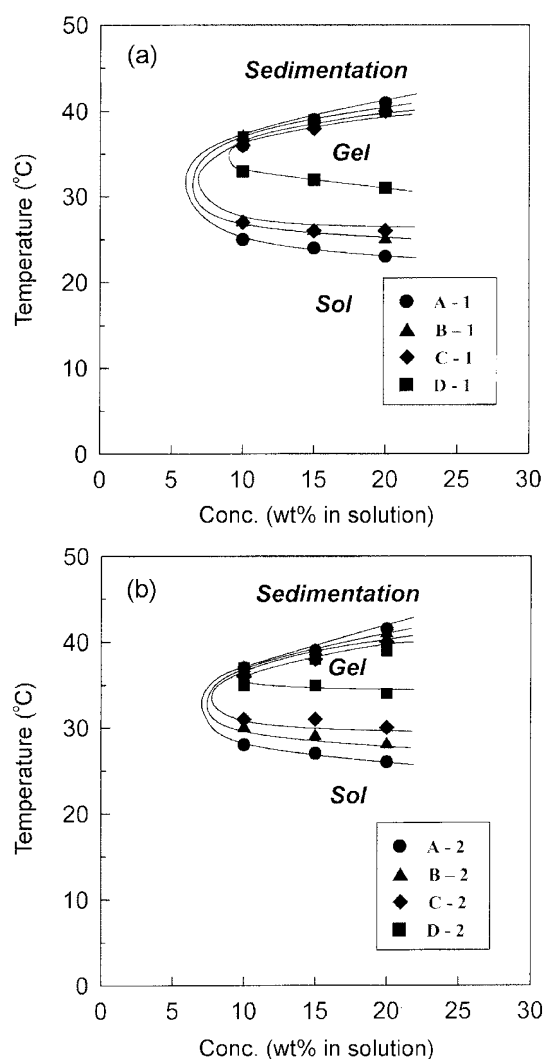 (a)
Sedimentation
Gel
Sol
50
40
30
20
10
0
Temperature (°C)
A - 1
B – 1
C - 1
D - 1
0 5 10 15 20 25 30
Conc. (wt% in solution)
(b)
Sedimentation
Gel
Sol
50
40
30
20
10
0
Temperature (°C)
A - 2
B – 2
C - 2
D - 2
0 5 10 15 20 25 30
Conc. (wt% in solution)